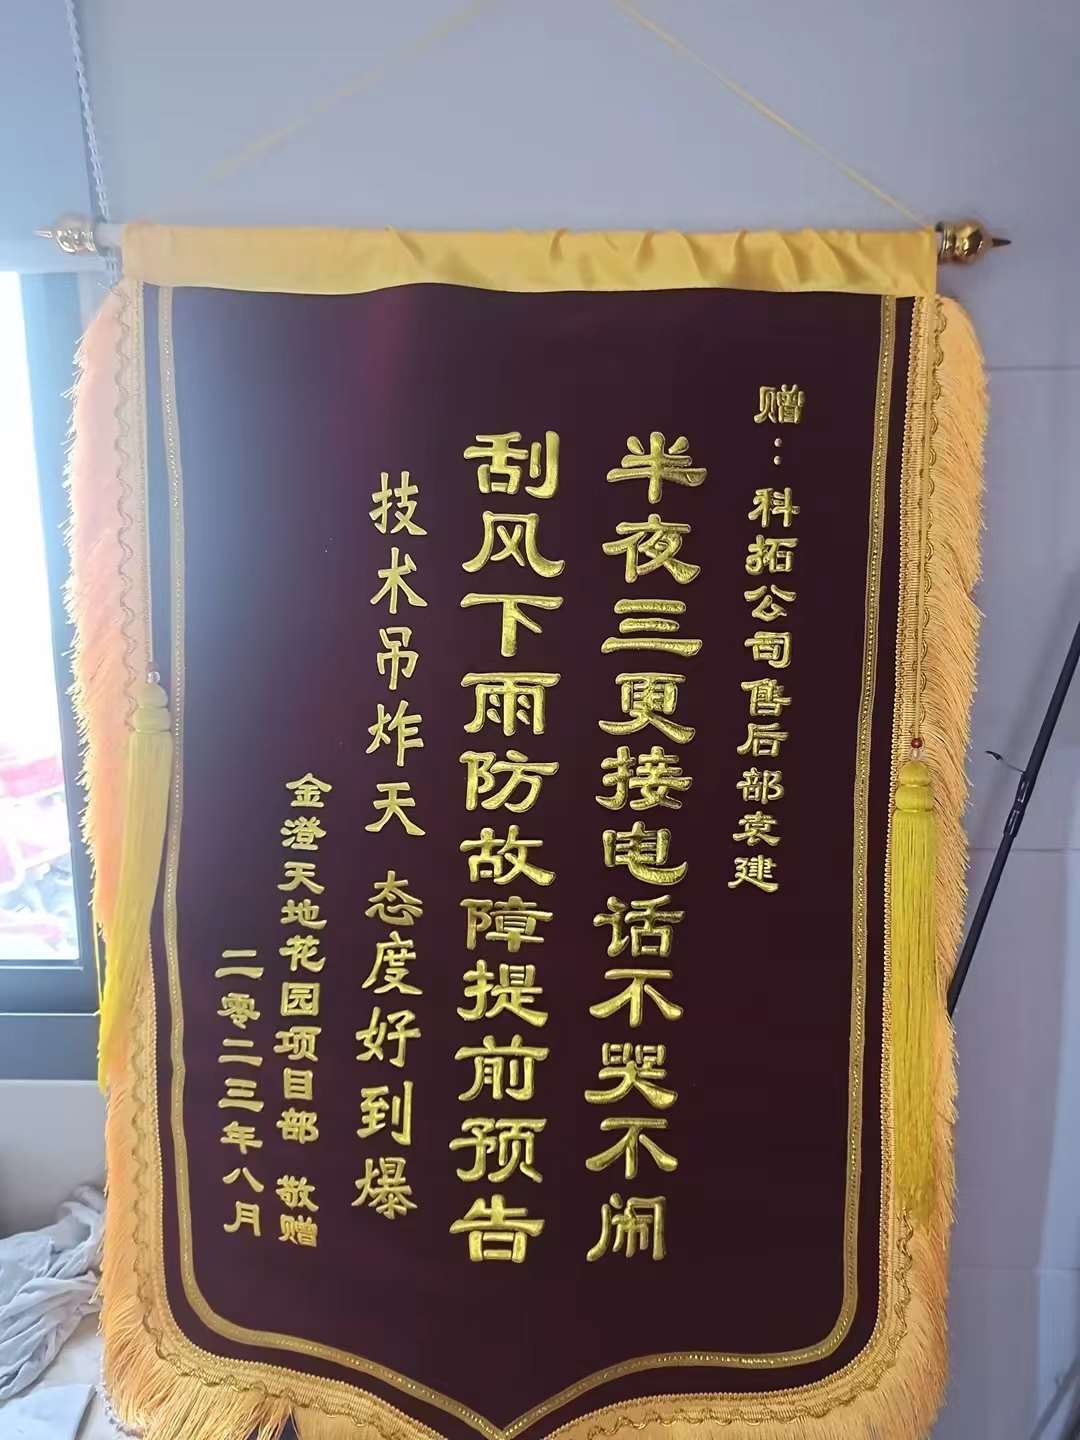 赠：科拓公司售后部袁建
半夜三更接电话不哭不闹
刮风下雨防故障提前预告
技术吊炸天 态度好到爆
金澄天地花园项目部 敬赠
二零二三年八月